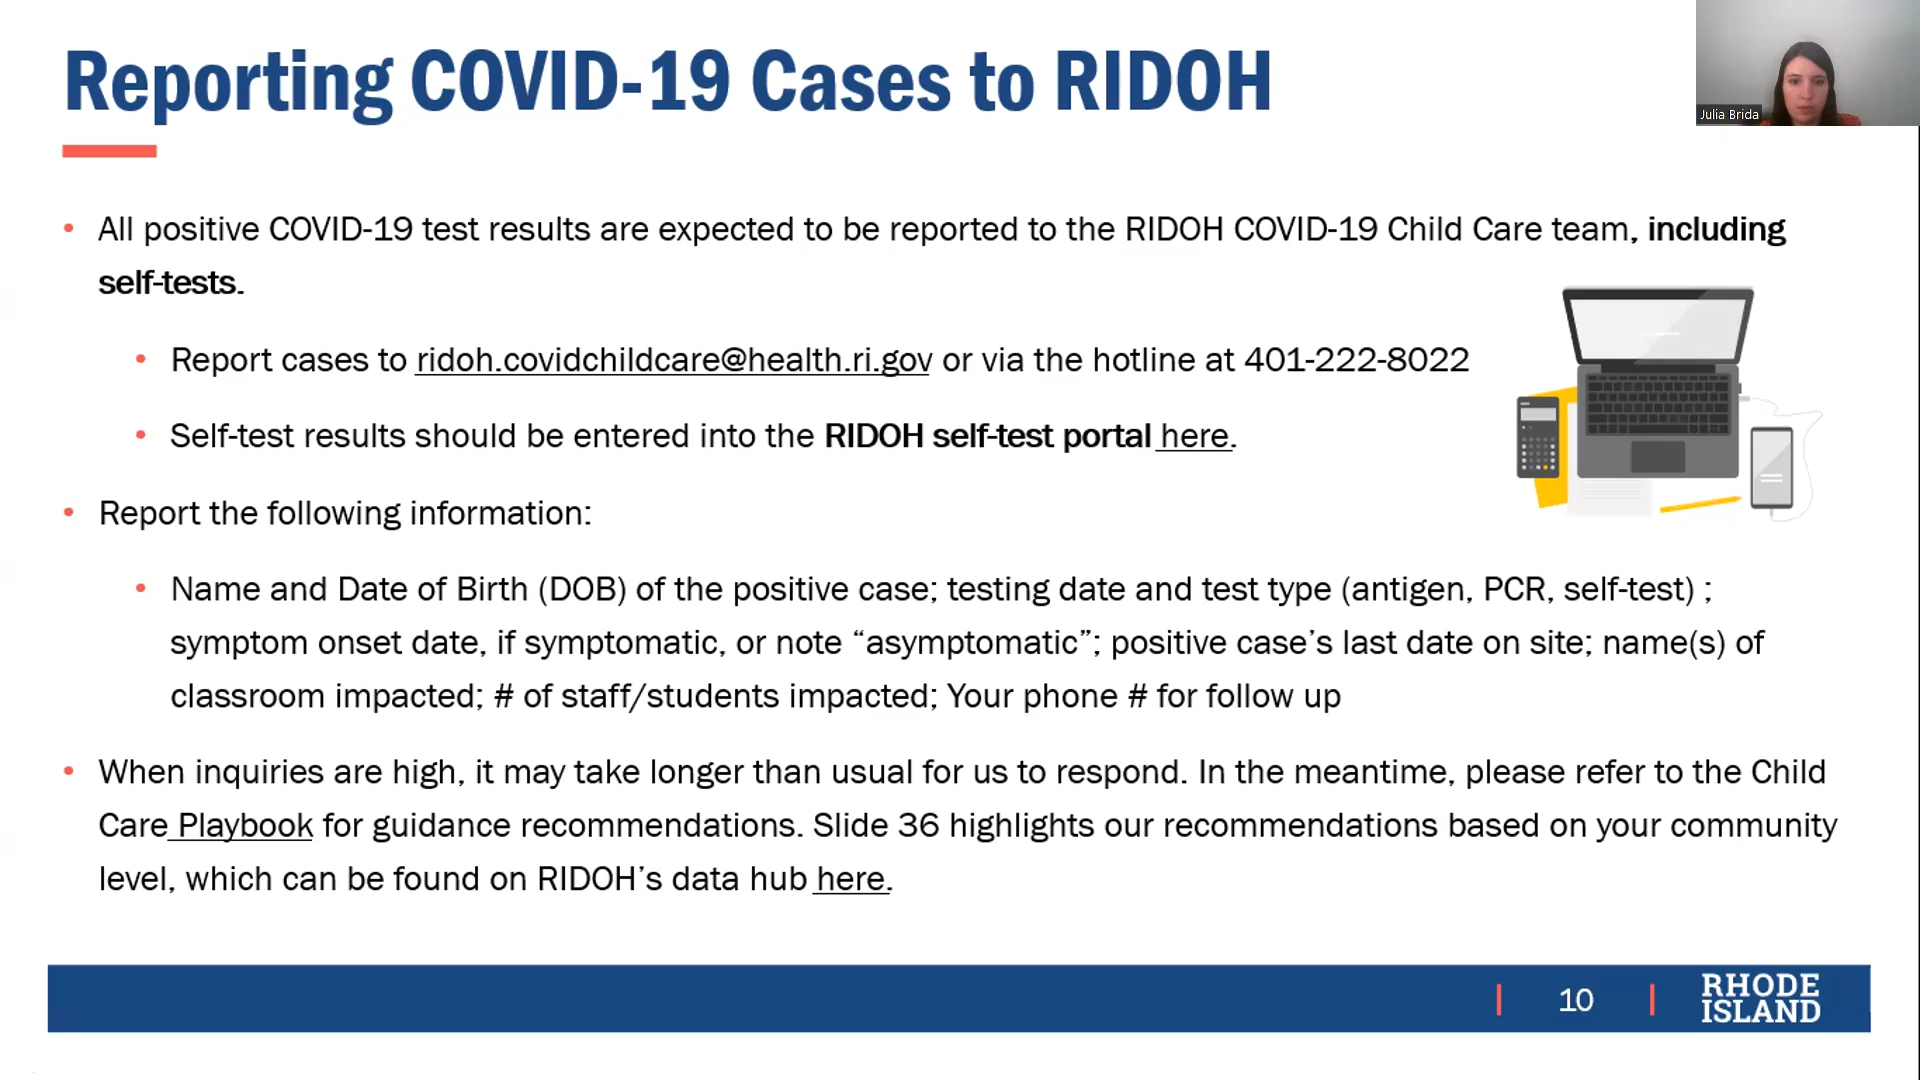 Reporting COVID-19 Cases to RIDOH
Julia Brida
• All positive COVID-19 test results are expected to be reported to the RIDOH COVID-19 Child Care team, including
self-tests.
• Report cases to ridoh.covidchildcare@health.ri.gov or via the hotline at 401-222-8022
• Self-test results should be entered into the RIDOH self-test portal here.
• Report the following information:
• Name and Date of Birth (DOB) of the positive case; testing date and test type (antigen, PCR, self-test) ;
symptom onset date, if symptomatic, or note “asymptomatic”; positive case’s last date on site; name(s) of
classroom impacted; # of staff/students impacted; Your phone # for follow up
• When inquiries are high, it may take longer than usual for us to respond. In the meantime, please refer to the Child
Care Playbook for guidance recommendations. Slide 36 highlights our recommendations based on your community
level, which can be found on RIDOH’s data hub here.
10
RHODE
ISLAND